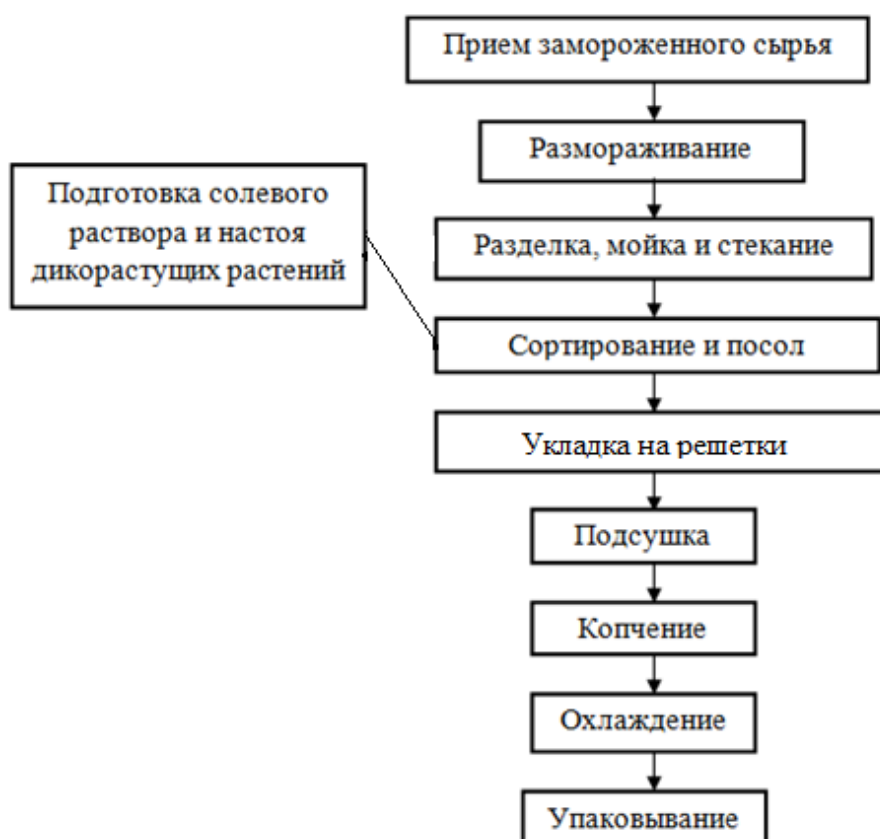 Прием замороженного сырья
Размораживание
Подготовка солевого
раствора и настоя
дикорастущих растений
Разделка, мойка и стекание
Сортирование и посол
Укладка на решетки
Подсушка
Копчение
Охлаждение
Упаковывание